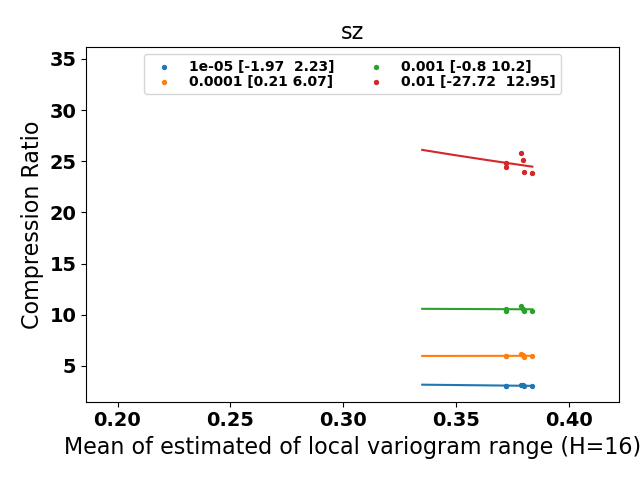 sz
1e-05 [-1.97  2.23]
0.0001 [0.21 6.07]
0.001 [-0.8 10.2]
0.01 [-27.72  12.95]
35
30
25
20
15
10
5
Compression Ratio
0.20 0.25 0.30 0.35 0.40
Mean of estimated of local variogram range (H=16)